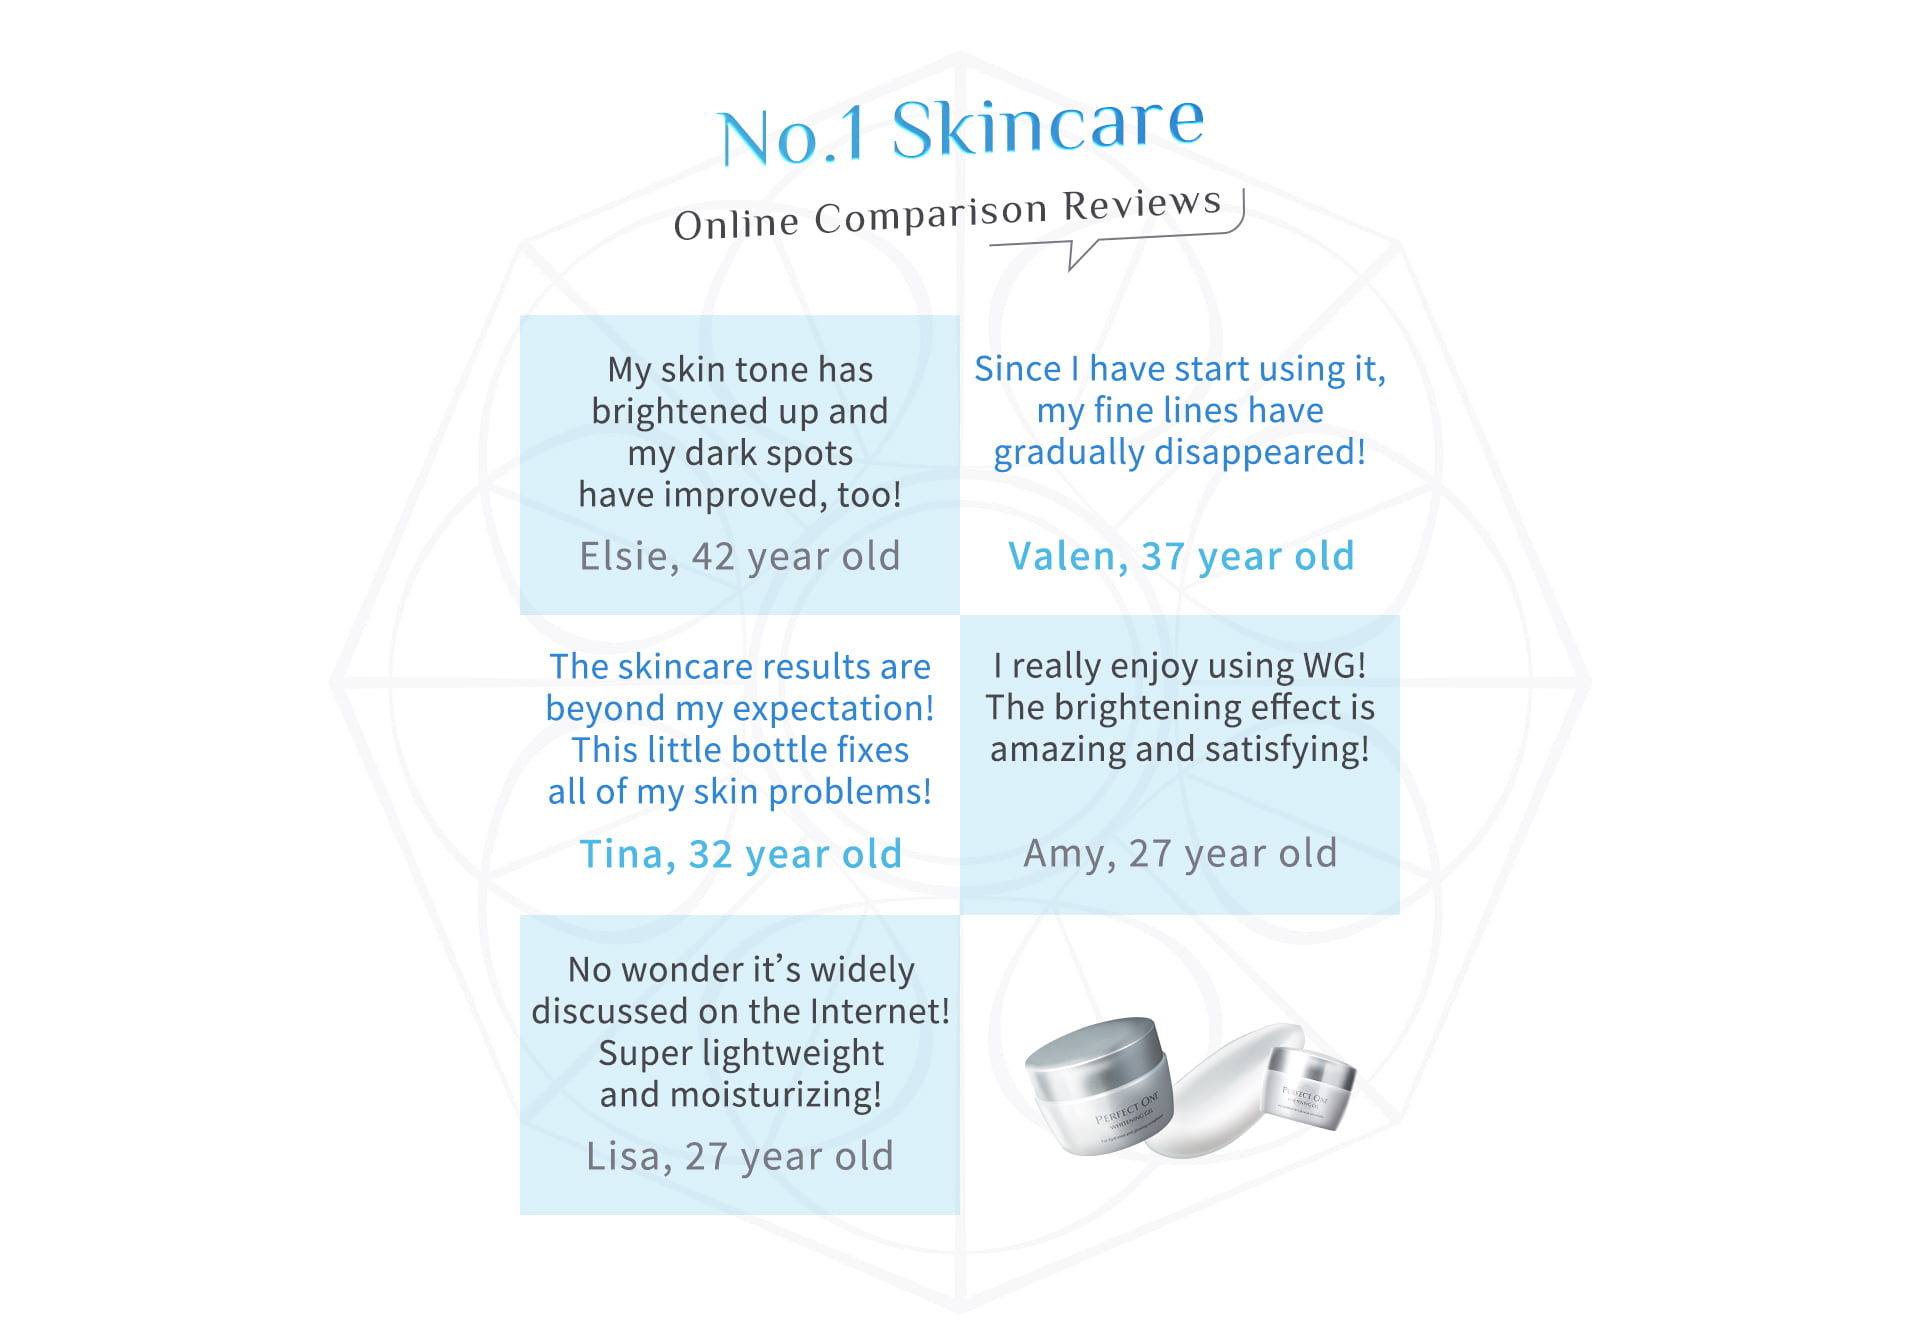 No.1 Skincare
Online Comparison Reviews
My skin tone has
brightened up and
my dark spots
have improved, too!
Elsie, 42 year old
Since I have start using it,
my fine lines have
gradually disappeared!
Valen, 37 year old
The skincare results are
beyond my expectation!
This little bottle fixes
all of my skin problems!
Tina, 32 year old
I really enjoy using WG!
The brightening effect is
amazing and satisfying!
Amy, 27 year old
No wonder it’s widely
discussed on the Internet!
Super lightweight
and moisturizing!
Lisa, 27 year old
PERFECT ONE
WHITENING GEL
PERFECT ONE
WHITENING GEL